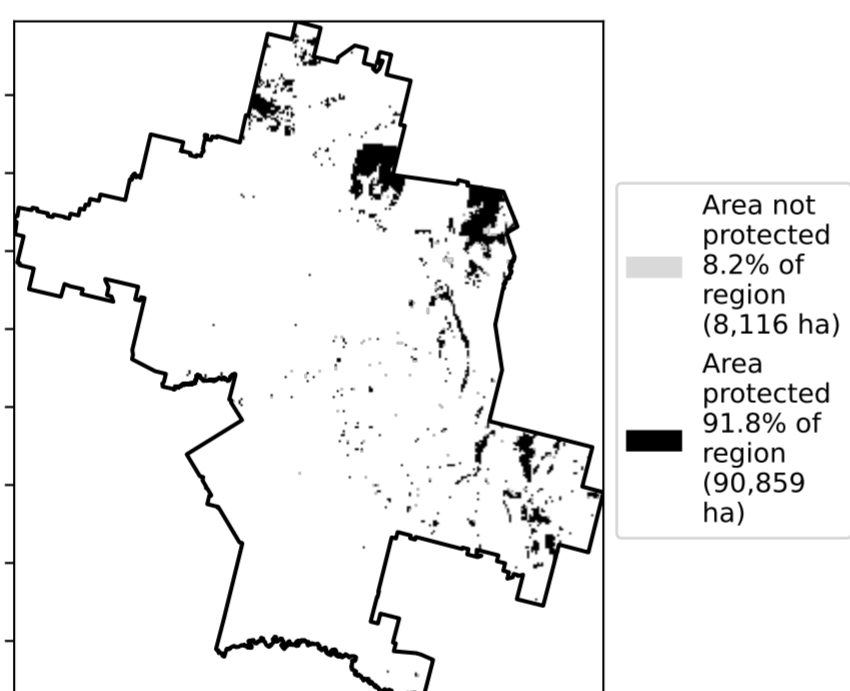 Area not
protected
8.2% of
region
(8,116 ha)
Area
protected
91.8% of
region
(90,859
ha)